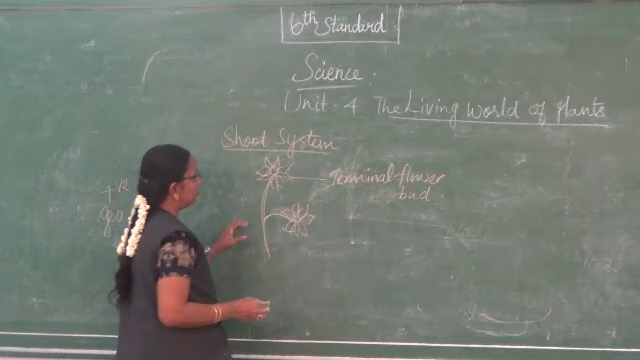 6th Standard
Science.
Unit - 4 The Living World of Plants
Shoot System
Terminal flower
bud.